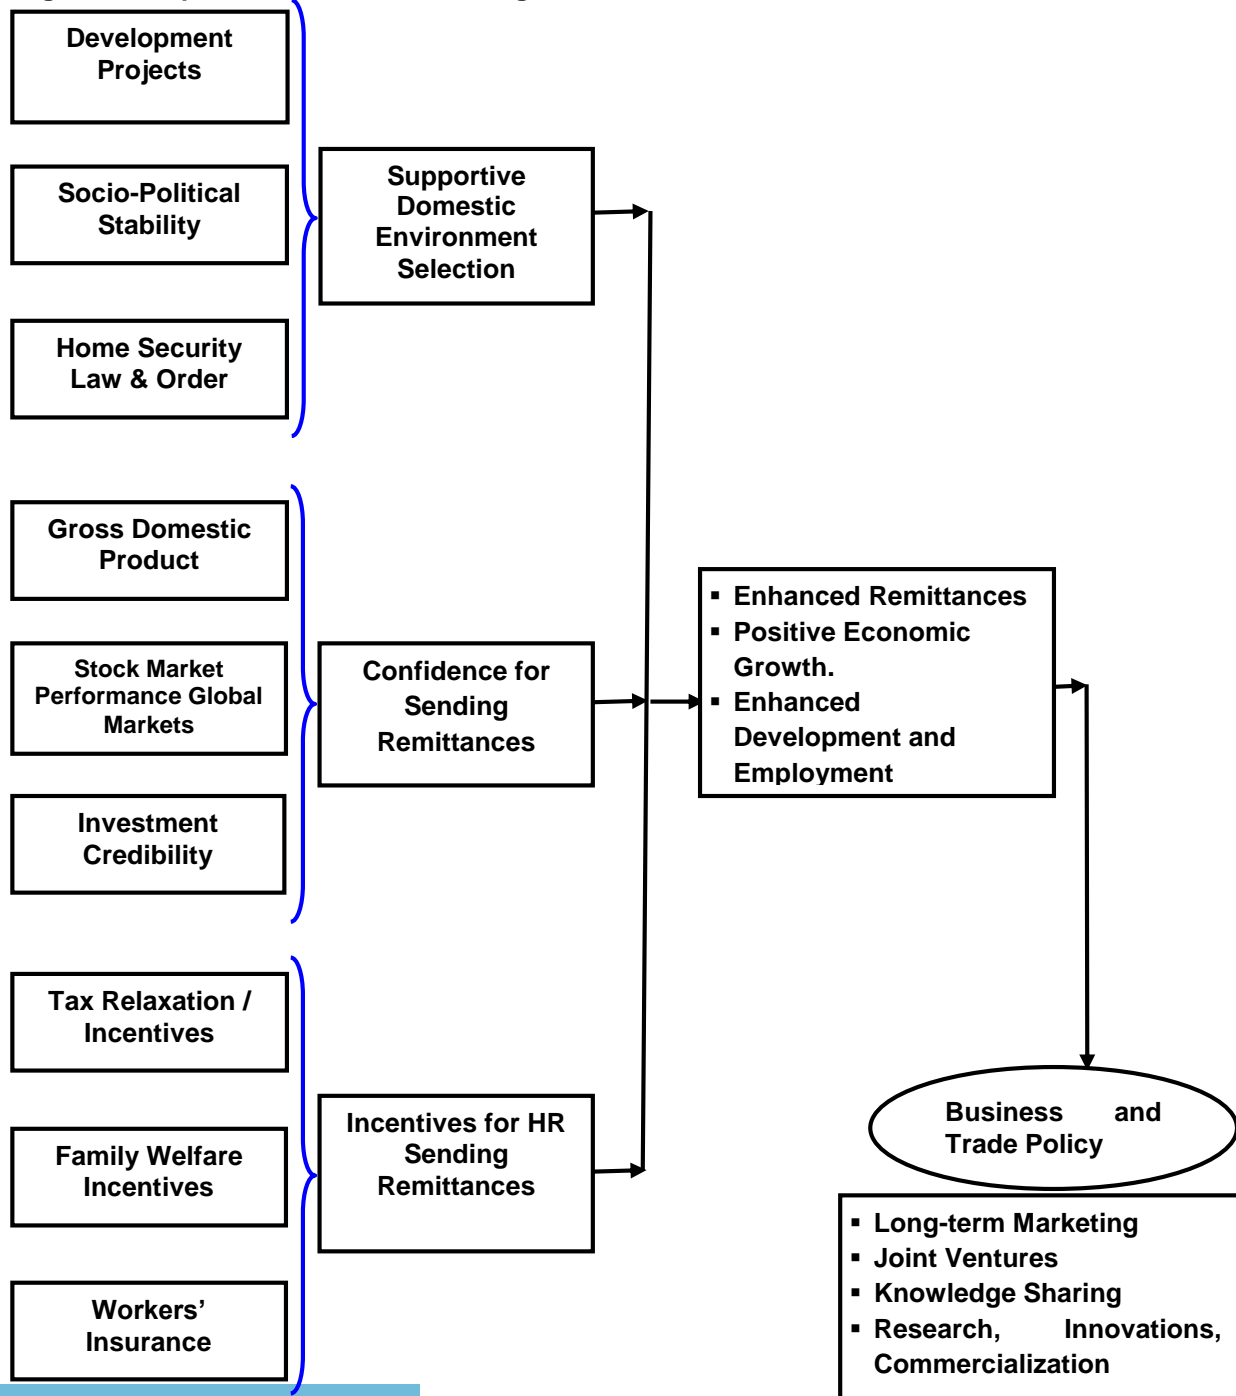 Development
Projects
Socio-Political
Stability
Home Security
Law & Order
Supportive
Domestic
Environment
Selection
Gross Domestic
Product
Stock Market
Performance Global
Markets
Investment
Credibility
Confidence for
Sending
Remittances
▪ Enhanced Remittances
▪ Positive Economic
Growth.
▪ Enhanced
Development and
Employment
Tax Relaxation /
Incentives
Family Welfare
Incentives
Workers'
Insurance
Incentives for HR
Sending
Remittances
Business and
Trade Policy
▪ Long-term Marketing
▪ Joint Ventures
▪ Knowledge Sharing
▪ Research, Innovations,
Commercialization